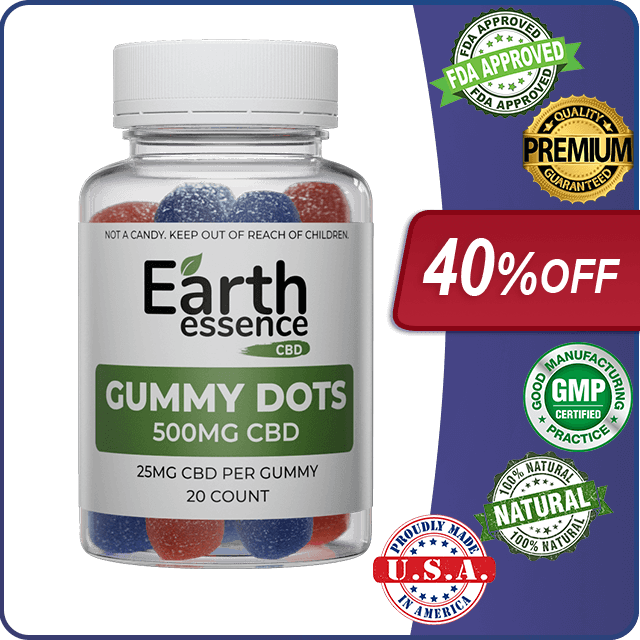 FDA APPROVED
FDA APPROVED
FDA APPROVED
QUALITY
PREMIUM
GUARANTEED
NOT A CANDY. KEEP OUT OF REACH OF CHILDREN.
Earth
essence
CBD
40%OFF
GUMMY DOTS
500MG CBD
25MG CBD PER GUMMY
20 COUNT
GOOD MANUFACTURING
GMP
CERTIFIED
PRACTICE
100% NATURAL
NATURAL
100% NATURAL
PROUDLY MADE
U.S.A.
IN AMERICA